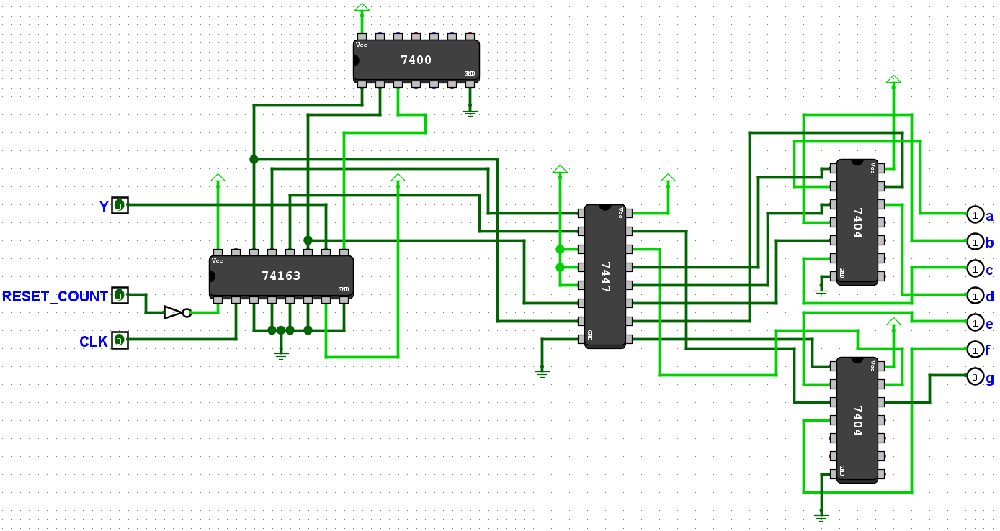 Vcc
7400
GND
Y
0
Vcc
74163
GND
RESET_COUNT
0
CLK
0
Vcc
7447
GND
Vcc
7404
GND
Vcc
7404
GND
1 a
1 b
1 c
1 d
1 e
1 f
0 g